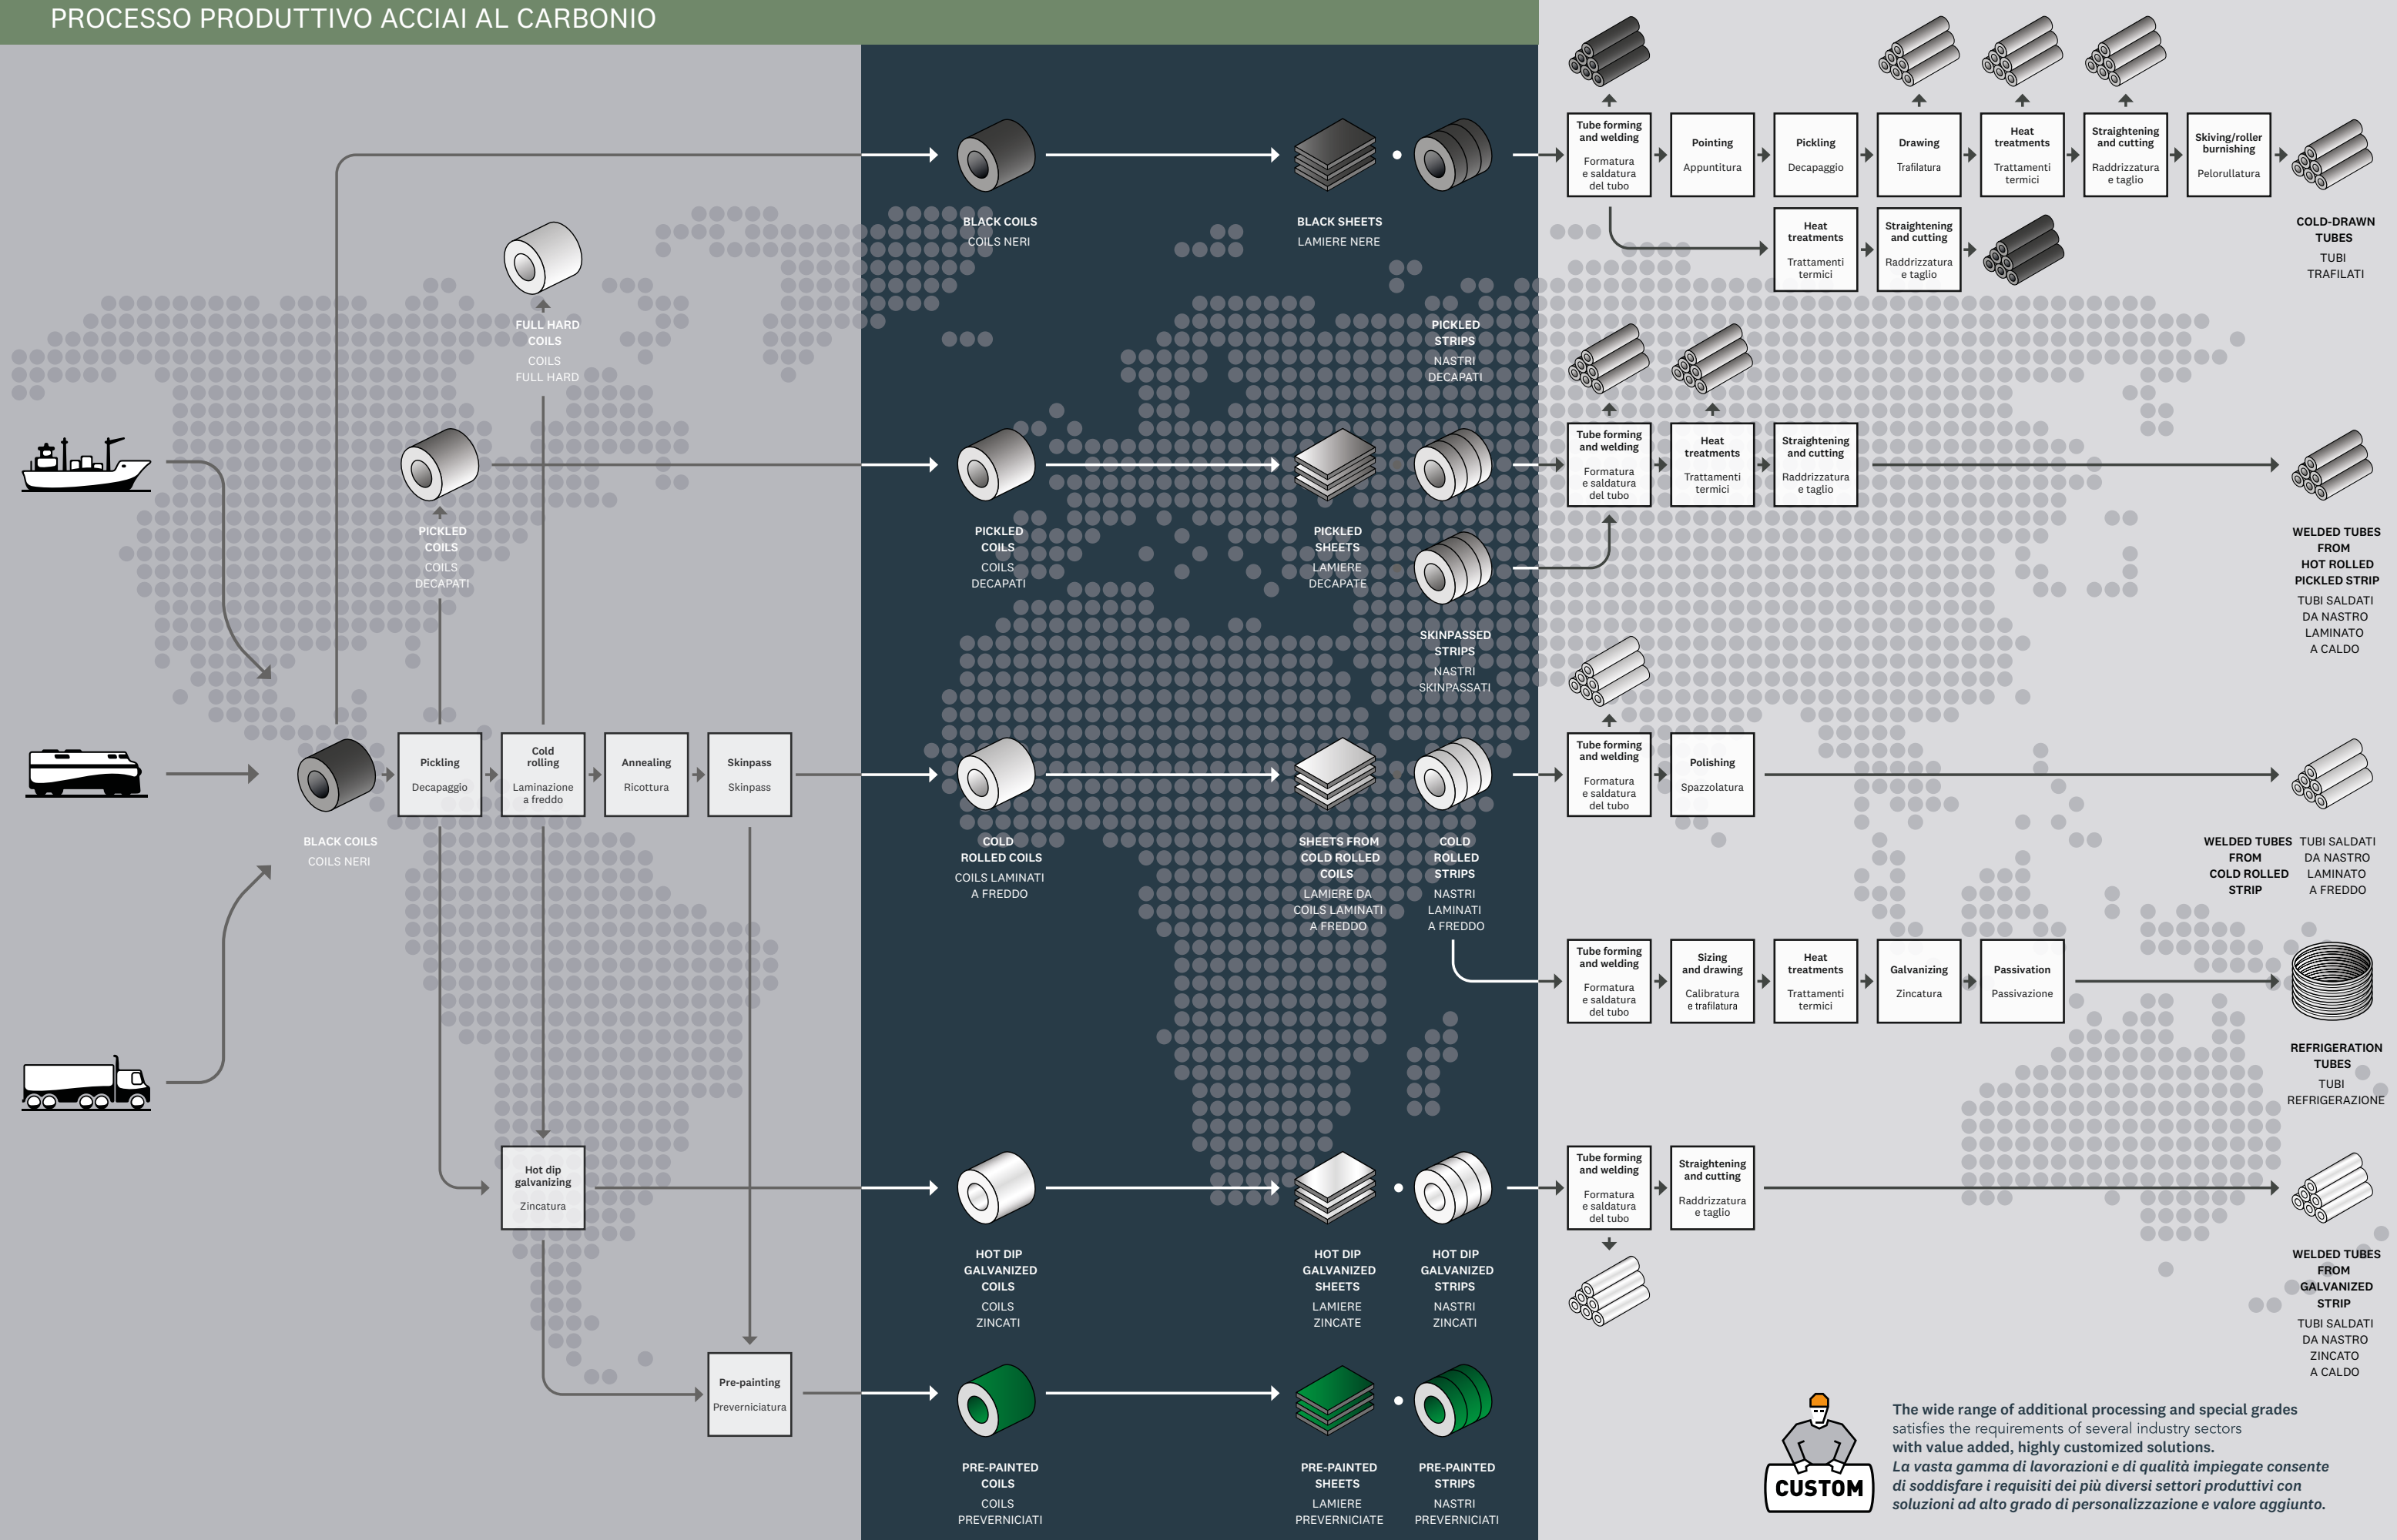 PROCESSO PRODUTTIVO ACCIAI AL CARBONIO
FULL HARD
COILS
COILS
FULL HARD
PICKLED
COILS
COILS
DECAPATI
BLACK COILS
COILS NERI
Pickling
Decapaggio
Cold
rolling
Laminazione
a freddo
Annealing
Ricottura
Skinpass
Skinpass
Hot dip
galvanizing
Zincatura
Pre-painting
Preverniciatura
BLACK COILS
COILS NERI
BLACK SHEETS
LAMIERE NERE
PICKLED
STRIPS
NASTRI
DECAPATI
PICKLED
COILS
COILS
DECAPATI
PICKLED
SHEETS
LAMIERE
DECAPATE
SKINPASSED
STRIPS
NASTRI
SKINPASSATI
COLD
ROLLED COILS
COILS LAMINATI
A FREDDO
SHEETS FROM
COLD ROLLED
COILS
LAMIERE DA
COILS LAMINATI
A FREDDO
COLD
ROLLED
STRIPS
NASTRI
LAMINATI
A FREDDO
HOT DIP
GALVANIZED
COILS
COILS
ZINCATI
HOT DIP
GALVANIZED
SHEETS
LAMIERE
ZINCATE
HOT DIP
GALVANIZED
STRIPS
NASTRI
ZINCATI
PRE-PAINTED
COILS
COILS
PREVERNICIATI
PRE-PAINTED
SHEETS
LAMIERE
PREVERNICIATE
PRE-PAINTED
STRIPS
NASTRI
PREVERNICIATI
Tube forming
and welding
Formatura
e saldatura
del tubo
Pointing
Appuntitura
Pickling
Decapaggio
Drawing
Trafilatura
Heat
treatments
Trattamenti
termici
Straightening
and cutting
Raddrizzatura
e taglio
Skiving/roller
burnishing
Pelorullatura
COLD-DRAWN
TUBES
TUBI
TRAFILATI
Heat
treatments
Trattamenti
termici
Straightening
and cutting
Raddrizzatura
e taglio
Tube forming
and welding
Formatura
e saldatura
del tubo
Heat
treatments
Trattamenti
termici
Straightening
and cutting
Raddrizzatura
e taglio
WELDED TUBES
FROM
HOT ROLLED
PICKLED STRIP
TUBI SALDATI
DA NASTRO
LAMINATO
A CALDO
Tube forming
and welding
Formatura
e saldatura
del tubo
Polishing
Spazzolatura
WELDED TUBES
FROM
COLD ROLLED
STRIP
TUBI SALDATI
DA NASTRO
LAMINATO
A FREDDO
Tube forming
and welding
Formatura
e saldatura
del tubo
Sizing
and drawing
Calibratura
e trafilatura
Heat
treatments
Trattamenti
termici
Galvanizing
Zincatura
Passivation
Passivazione
REFRIGERATION
TUBES
TUBI
REFRIGERAZIONE
Tube forming
and welding
Formatura
e saldatura
del tubo
Straightening
and cutting
Raddrizzatura
e taglio
WELDED TUBES
FROM
GALVANIZED
STRIP
TUBI SALDATI
DA NASTRO
ZINCATO
A CALDO
CUSTOM
The wide range of additional processing and special grades
satisfies the requirements of several industry sectors
with value added, highly customized solutions.
La vasta gamma di lavorazioni e di qualità impiegate consente
di soddisfare i requisiti dei più diversi settori produttivi con
soluzioni ad alto grado di personalizzazione e valore aggiunto.